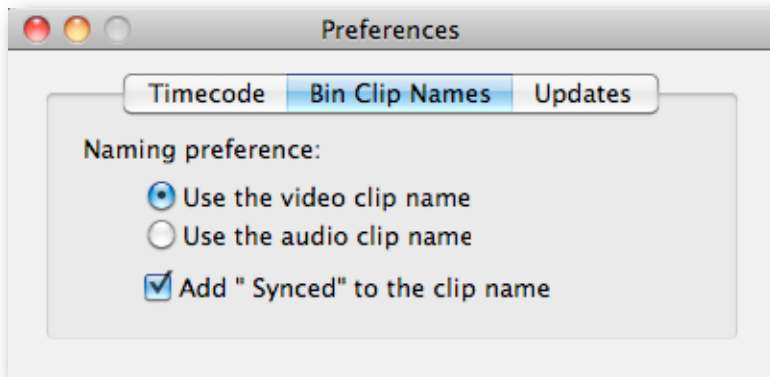 Preferences
Timecode Bin Clip Names Updates
Naming preference:
Use the video clip name
Use the audio clip name
Add " Synced" to the clip name